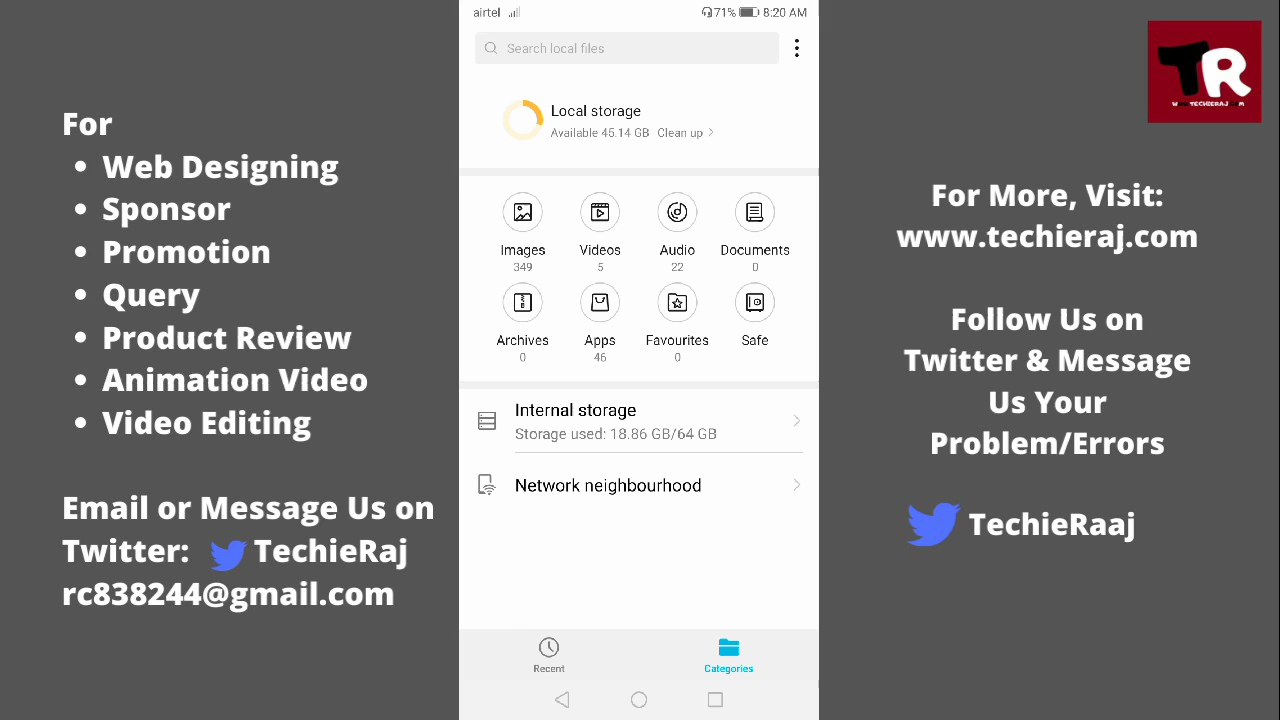 For
Web Designing
Sponsor
Promotion
Query
Product Review
Animation Video
Video Editing
Email or Message Us on
Twitter: TechieRaj
rc838244@gmail.com
airtel 71% 8:20 AM
Search local files
Local storage
Available 45.14 GB Clean up
Images Videos Audio Documents
349 5 22 0
Archives Apps Favourites Safe
0 46 0
Internal storage
Storage used: 18.86 GB/64 GB
Network neighbourhood
Recent Categories
TR
WWW.TECHIERAJ.COM
For More, Visit:
www.techieraj.com
Follow Us on
Twitter & Message
Us Your
Problem/Errors
TechieRaaj